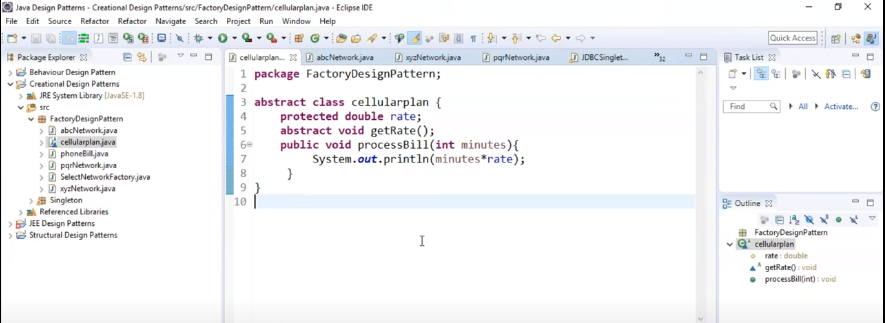 Java Design Patterns - Creational Design Patterns/src/FactoryDesignPattern/cellularplan.java - Eclipse IDE
File Edit Source Refactor Refactor Navigate Search Project Run Window Help
Quick Access
Package Explorer
Behaviour Design Pattern
Creational Design Patterns
JRE System Library [JavaSE-1.8]
src
FactoryDesignPattern
abcNetwork.java
cellularplan.java
phoneBill.java
pqrNetwork.java
SelectNetworkFactory.java
xyzNetwork.java
Singleton
Referenced Libraries
JEE Design Patterns
Structural Design Patterns
cellularplan.... abcNetwork.java xyzNetwork.java pqrNetwork.java JDBCSinglet... »32
1 package FactoryDesignPattern;
2
3 abstract class cellularplan {
4 protected double rate;
5 abstract void getRate();
6 public void processBill(int minutes){
7 System.out.println(minutes*rate);
8 }
9 }
10
Task List
Find All Activate...
Outline
FactoryDesignPattern
cellularplan
rate : double
getRate() : void
processBill(int) : void